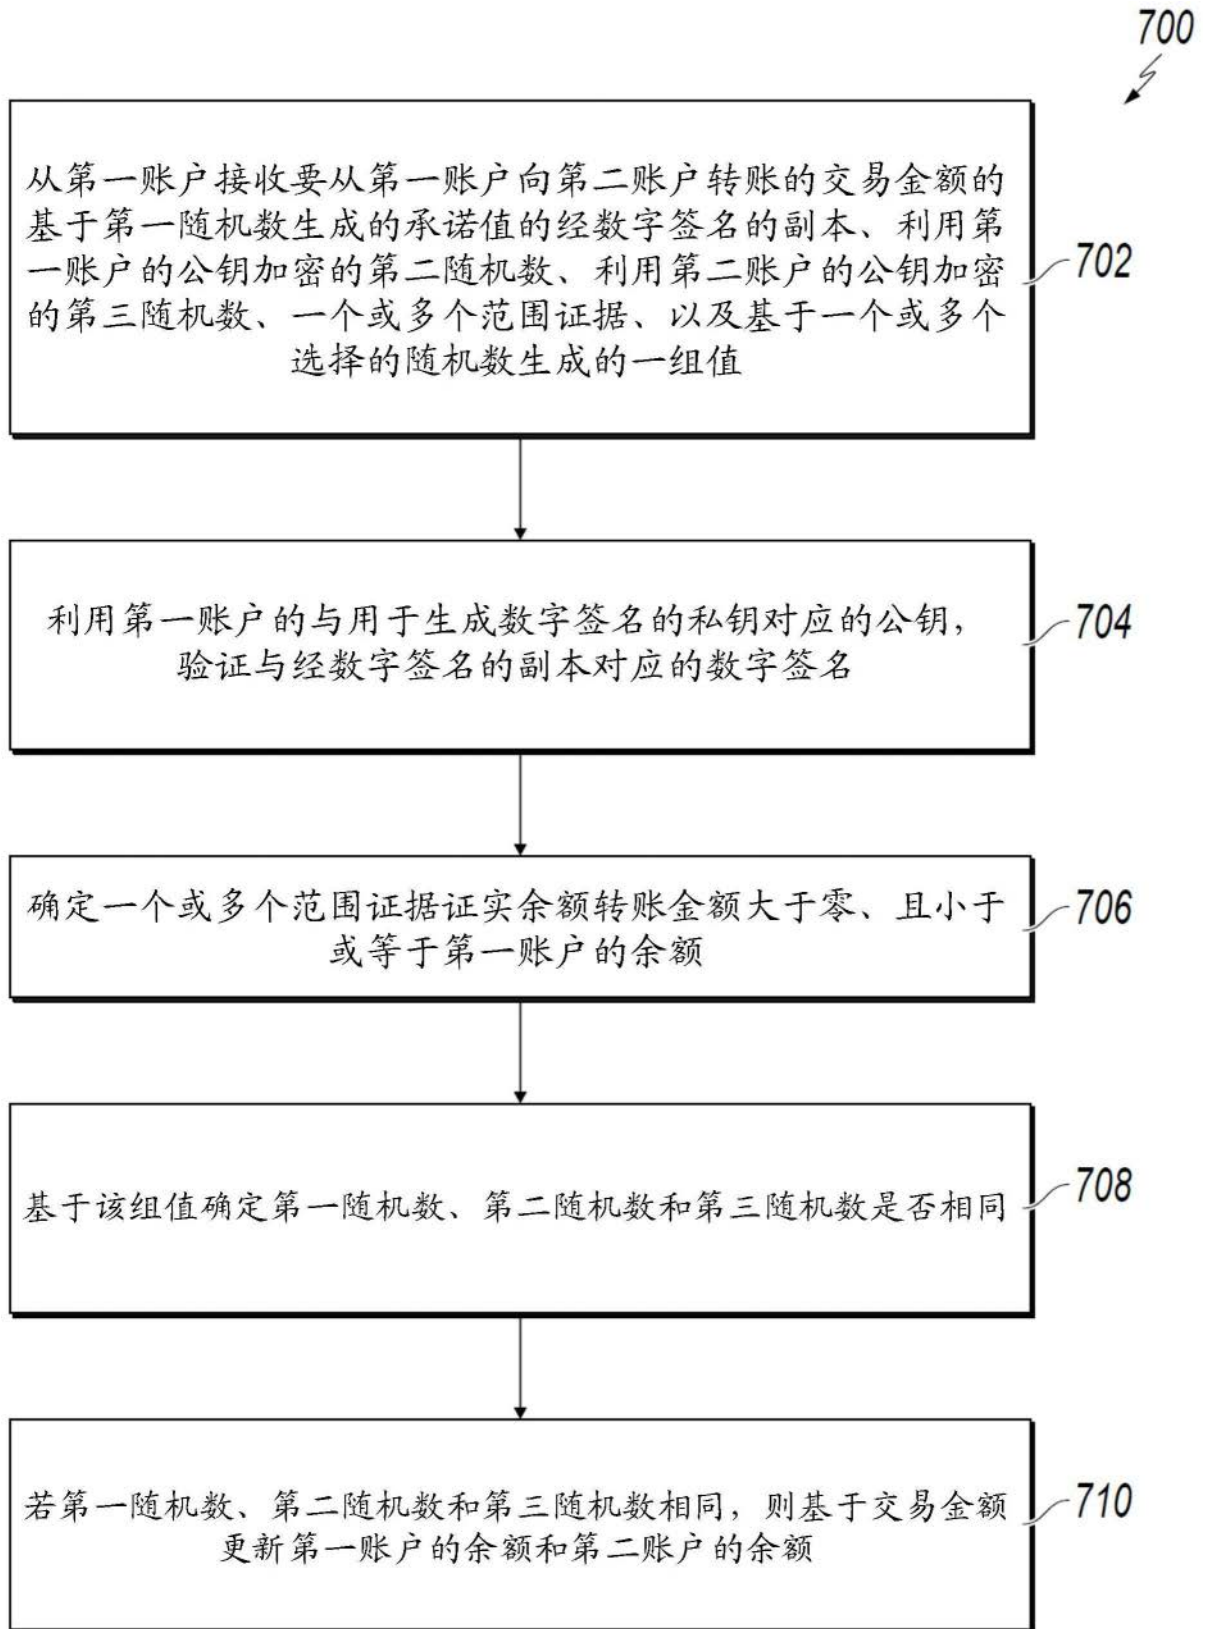 700
从第一账户接收要从第一账户向第二账户转账的交易金额的
基于第一随机数生成的承诺值的经数字签名的副本、利用第
一账户的公钥加密的第二随机数、利用第二账户的公钥加密
的第三随机数、一个或多个范围证据、以及基于一个或多个
选择的随机数生成的一组值
702
利用第一账户的与用于生成数字签名的私钥对应的公钥，
验证与经数字签名的副本对应的数字签名
704
确定一个或多个范围证据证实余额转账金额大于零、且小于
或等于第一账户的余额
706
基于该组值确定第一随机数、第二随机数和第三随机数是否相同
708
若第一随机数、第二随机数和第三随机数相同，则基于交易金额
更新第一账户的余额和第二账户的余额
710